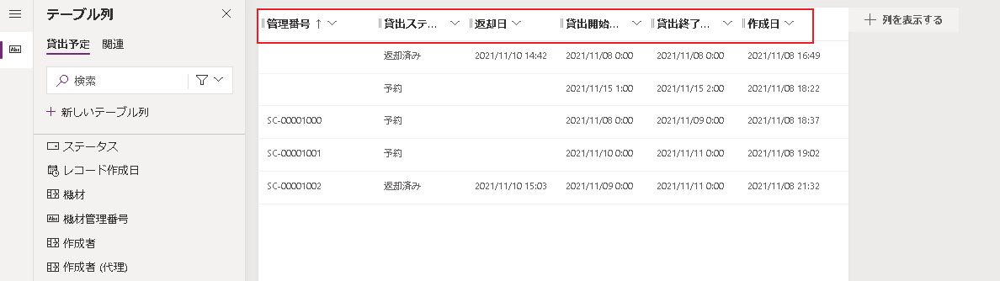 テーブル列
貸出予定 関連
検索
新しいテーブル列
ステータス
レコード作成日
機材
Abc 機材管理番号
作成者
作成者 (代理)
Abc
管理番号 ↑ 貸出ステ... 返却日 貸出開始... 貸出終了... 作成日
返却済み 2021/11/10 14:42 2021/11/08 0:00 2021/11/08 0:00 2021/11/08 16:49
予約 2021/11/15 1:00 2021/11/15 2:00 2021/11/08 18:22
SC-00001000 予約 2021/11/08 0:00 2021/11/09 0:00 2021/11/08 18:37
SC-00001001 予約 2021/11/10 0:00 2021/11/11 0:00 2021/11/08 19:02
SC-00001002 返却済み 2021/11/10 15:03 2021/11/09 0:00 2021/11/11 0:00 2021/11/08 21:32
+ 列を表示する